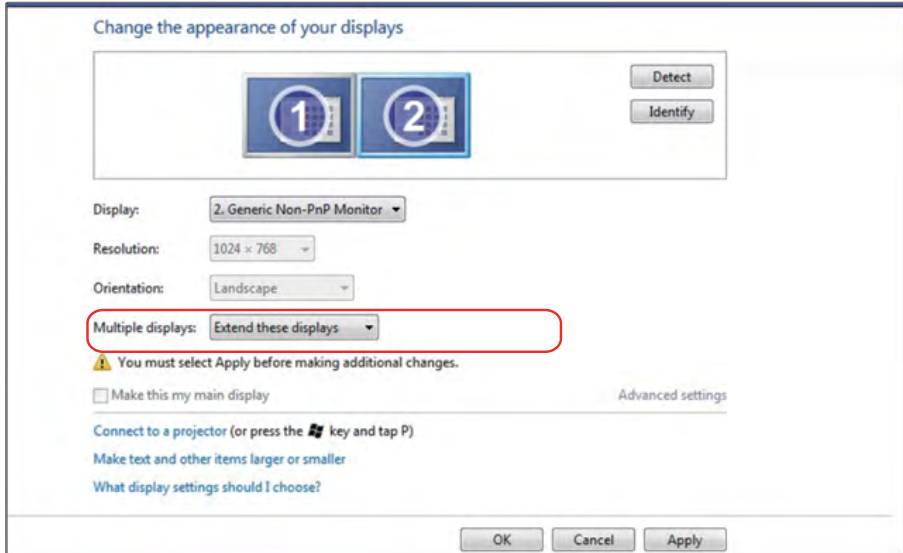 Change the appearance of your displays
1 2
Detect
Identify
Display: 2. Generic Non-PnP Monitor
Resolution: 1024 × 768
Orientation: Landscape
Multiple displays: Extend these displays
You must select Apply before making additional changes.
Make this my main display Advanced settings
Connect to a projector (or press the key and tap P)
Make text and other items larger or smaller
What display settings should I choose?
OK Cancel Apply